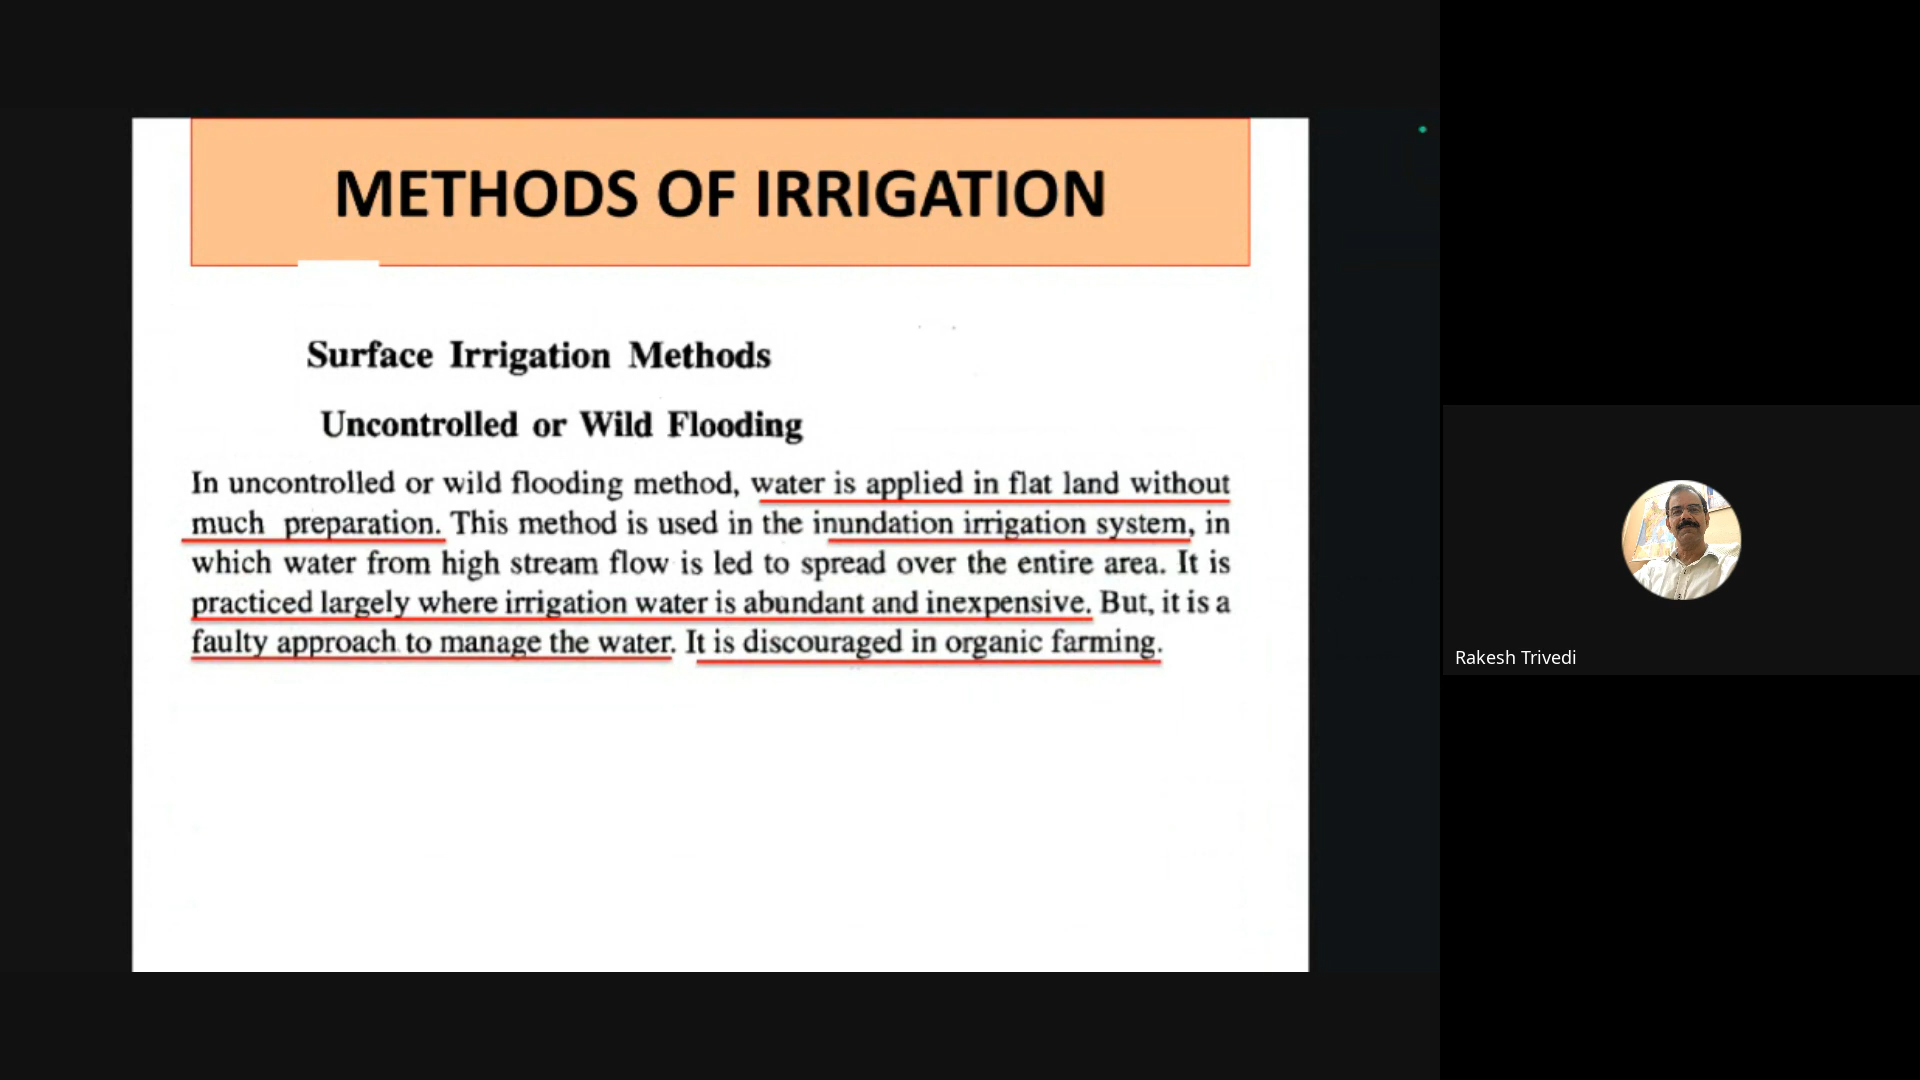 METHODS OF IRRIGATION
Surface Irrigation Methods
Uncontrolled or Wild Flooding
In uncontrolled or wild flooding method, water is applied in flat land without
much preparation. This method is used in the inundation irrigation system, in
which water from high stream flow is led to spread over the entire area. It is
practiced largely where irrigation water is abundant and inexpensive. But, it is a
faulty approach to manage the water. It is discouraged in organic farming.
Rakesh Trivedi